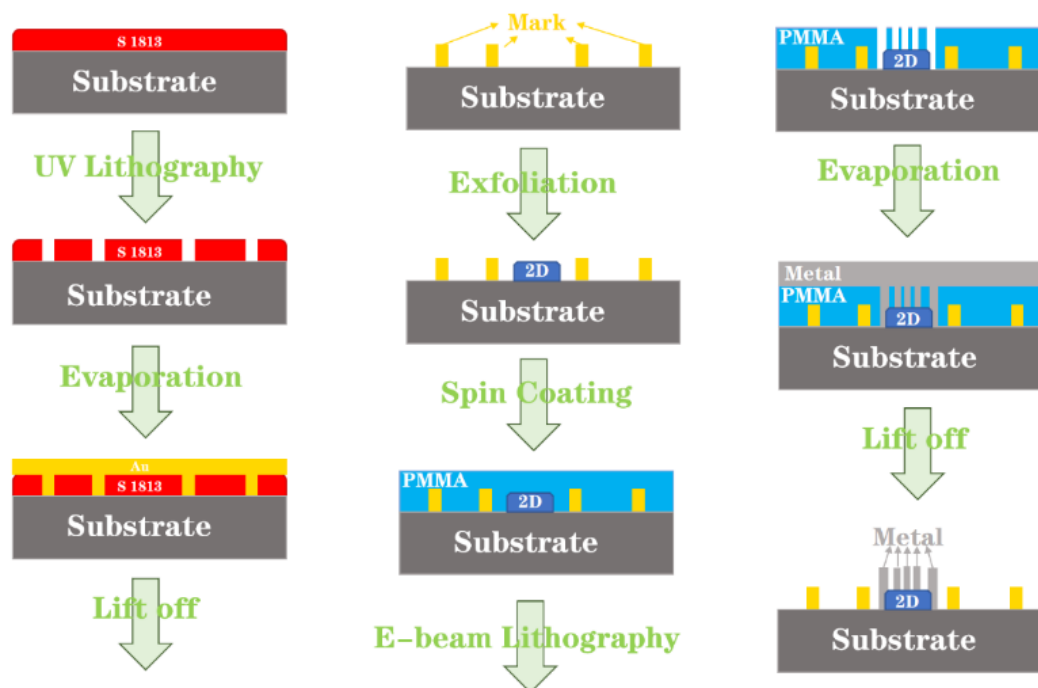 S 1813
Substrate
UV Lithography
S 1813
Substrate
Evaporation
Au
S 1813
Substrate
Lift off
Mark
Substrate
Exfoliation
2D
Substrate
Spin Coating
PMMA
2D
Substrate
E-beam Lithography
PMMA
2D
Substrate
Evaporation
Metal
PMMA
2D
Substrate
Lift off
Metal
2D
Substrate